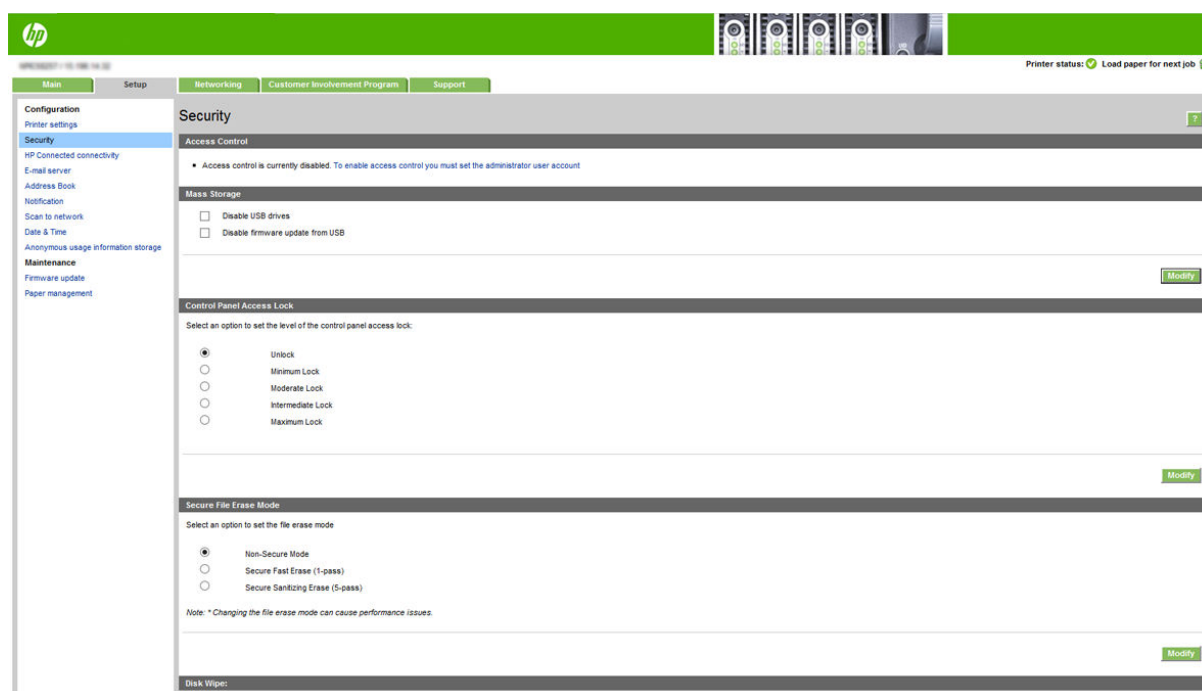 hp
Printer status: Load paper for next job
Main Setup Networking Customer Involvement Program Support
Configuration
Printer settings
Security
HP Connected connectivity
E-mail server
Address Book
Notification
Scan to network
Date & Time
Anonymous usage information storage
Maintenance
Firmware update
Paper management
Security
?
Access Control
Access control is currently disabled. To enable access control you must set the administrator user account
Mass Storage
Disable USB drives
Disable firmware update from USB
Modify
Control Panel Access Lock
Select an option to set the level of the control panel access lock:
Unlock
Minimum Lock
Moderate Lock
Intermediate Lock
Maximum Lock
Modify
Secure File Erase Mode
Select an option to set the file erase mode
Non-Secure Mode
Secure Fast Erase (1-pass)
Secure Sanitizing Erase (5-pass)
Note: * Changing the file erase mode can cause performance issues.
Modify
Disk Wipe: